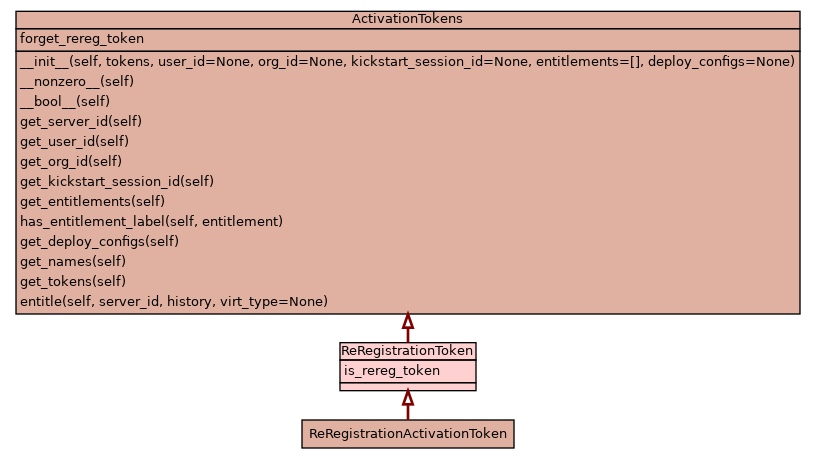 ActivationTokens
forget_rereg_token
__init__(self, tokens, user_id=None, org_id=None, kickstart_session_id=None, entitlements=[], deploy_configs=None)
__nonzero__(self)
__bool__(self)
get_server_id(self)
get_user_id(self)
get_org_id(self)
get_kickstart_session_id(self)
get_entitlements(self)
has_entitlement_label(self, entitlement)
get_deploy_configs(self)
get_names(self)
get_tokens(self)
entitle(self, server_id, history, virt_type=None)
ReRegistrationToken
is_rereg_token
ReRegistrationActivationToken